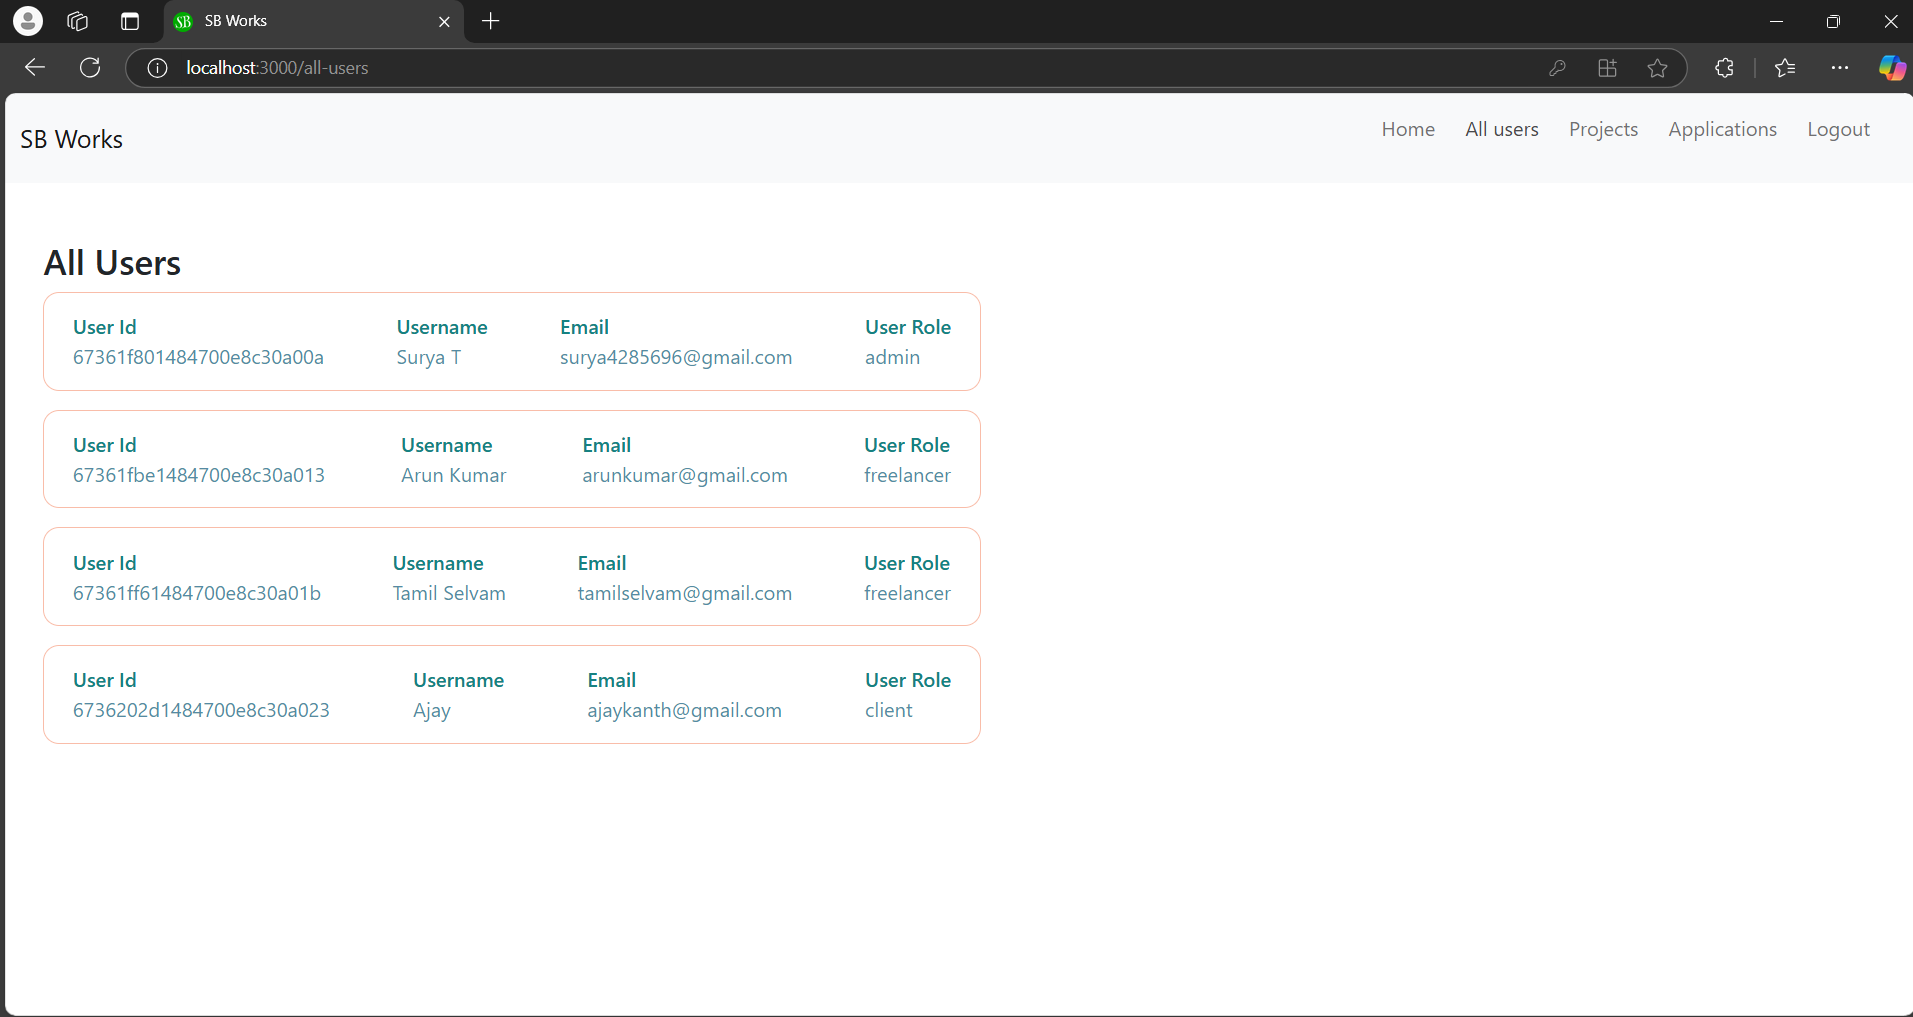 SB SB Works
localhost:3000/all-users
SB Works Home All users Projects Applications Logout
All Users
User Id Username Email User Role
67361f801484700e8c30a00a Surya T surya4285696@gmail.com admin
User Id Username Email User Role
67361fbe1484700e8c30a013 Arun Kumar arunkumar@gmail.com freelancer
User Id Username Email User Role
67361ff61484700e8c30a01b Tamil Selvam tamilselvam@gmail.com freelancer
User Id Username Email User Role
6736202d1484700e8c30a023 Ajay ajaykanth@gmail.com client